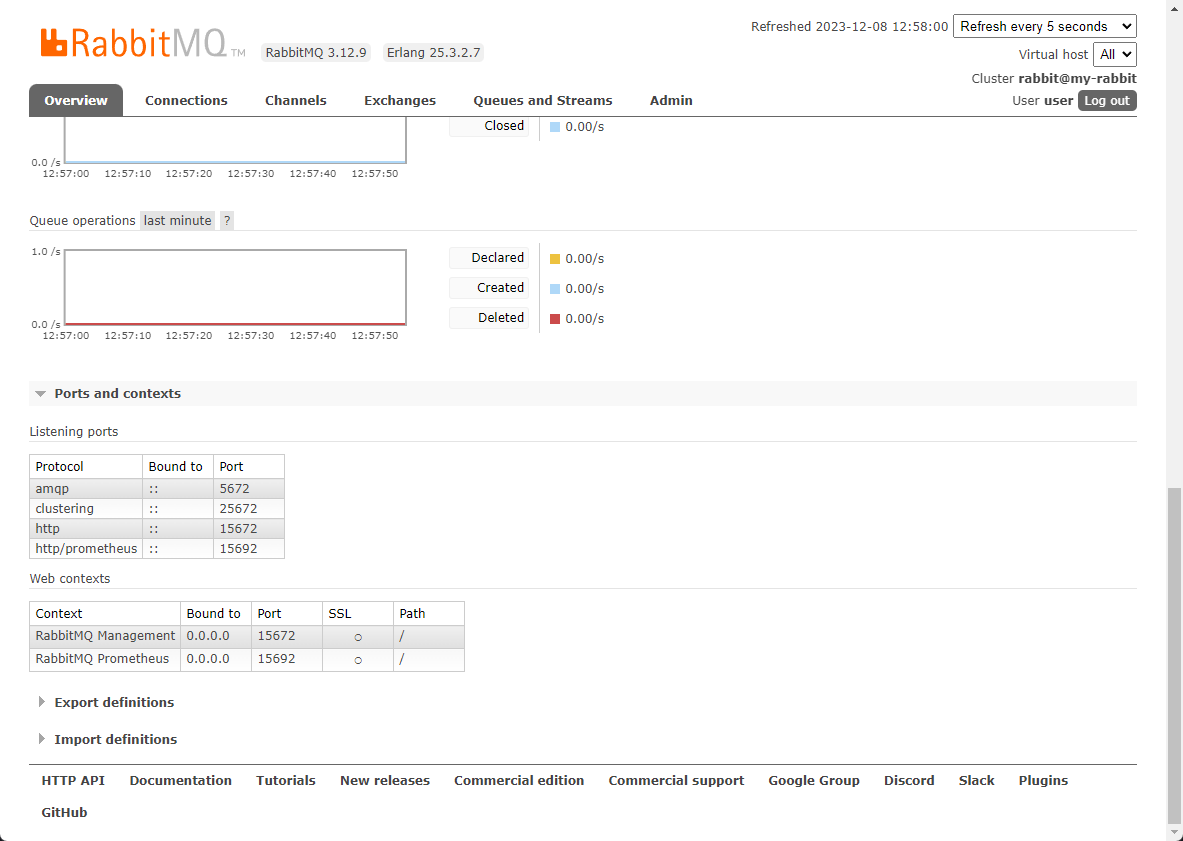 Refreshed 2023-12-08 12:58:00 Refresh every 5 seconds
RabbitMQ TM RabbitMQ 3.12.9 Erlang 25.3.2.7
Virtual host All
Cluster rabbit@my-rabbit
User user Log out
Overview Connections Channels Exchanges Queues and Streams Admin
Closed 0.00/s
0.0 /s
12:57:00 12:57:10 12:57:20 12:57:30 12:57:40 12:57:50
Queue operations last minute ?
1.0 /s
Declared 0.00/s
Created 0.00/s
Deleted 0.00/s
0.0 /s
12:57:00 12:57:10 12:57:20 12:57:30 12:57:40 12:57:50
Ports and contexts
Listening ports
Protocol Bound to Port
amqp :: 5672
clustering :: 25672
http :: 15672
http/prometheus :: 15692
Web contexts
Context Bound to Port SSL Path
RabbitMQ Management 0.0.0.0 15672 ○ /
RabbitMQ Prometheus 0.0.0.0 15692 ○ /
Export definitions
Import definitions
HTTP API Documentation Tutorials New releases Commercial edition Commercial support Google Group Discord Slack Plugins
GitHub